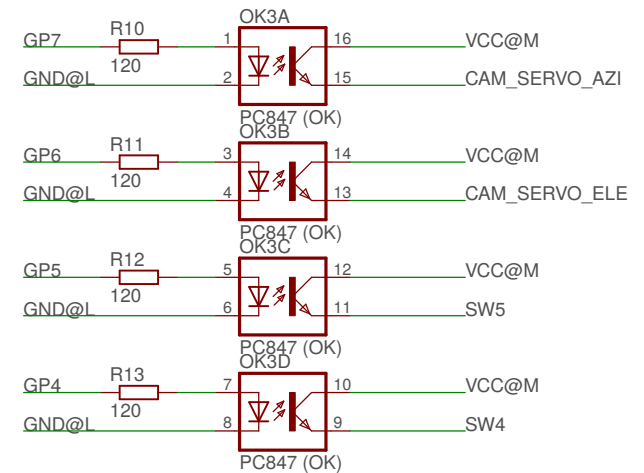 OK3A
GP7 R10 1 16 VCC@M
GND@L 120 2 15 CAM_SERVO_AZI
PC847 (OK)
OK3B
GP6 R11 3 14 VCC@M
GND@L 120 4 13 CAM_SERVO_ELE
PC847 (OK)
OK3C
GP5 R12 5 12 VCC@M
GND@L 120 6 11 SW5
PC847 (OK)
OK3D
GP4 R13 7 10 VCC@M
GND@L 120 8 9 SW4
PC847 (OK)